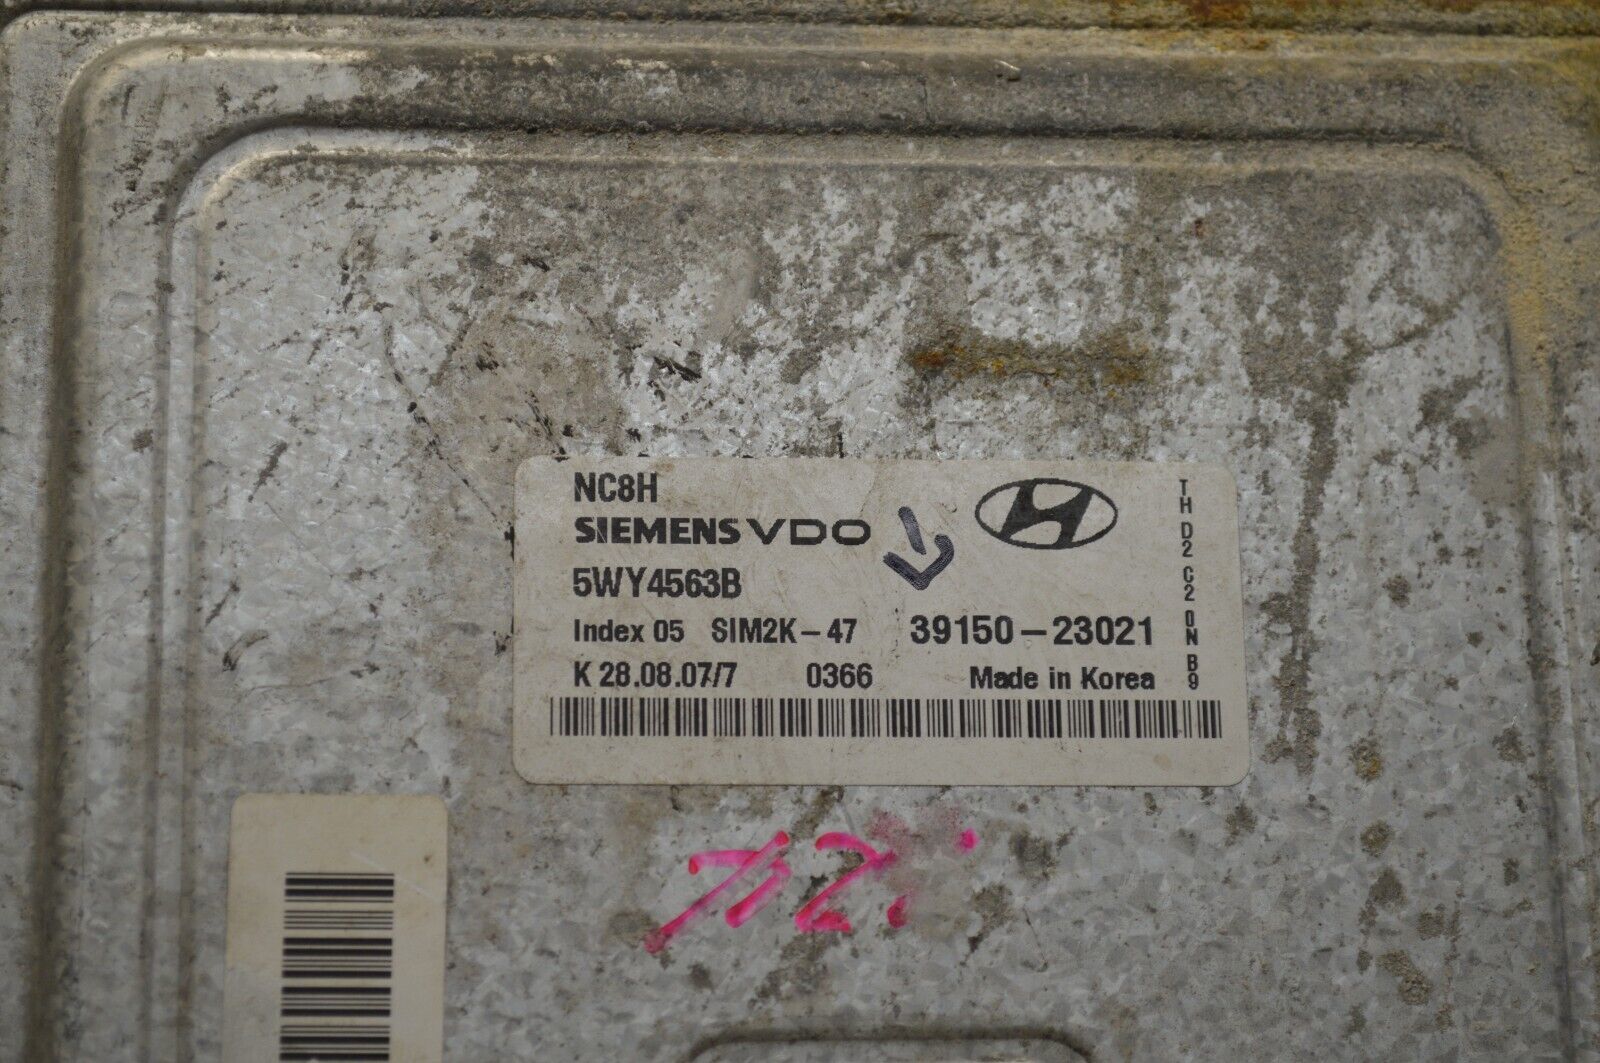 NC8H
SIEMENS VDO
5WY4563B
Index 05 SIM2K-47 39150-23021
K 28.08.07/7 0366 Made in Korea
TH D2 C2 0N B9